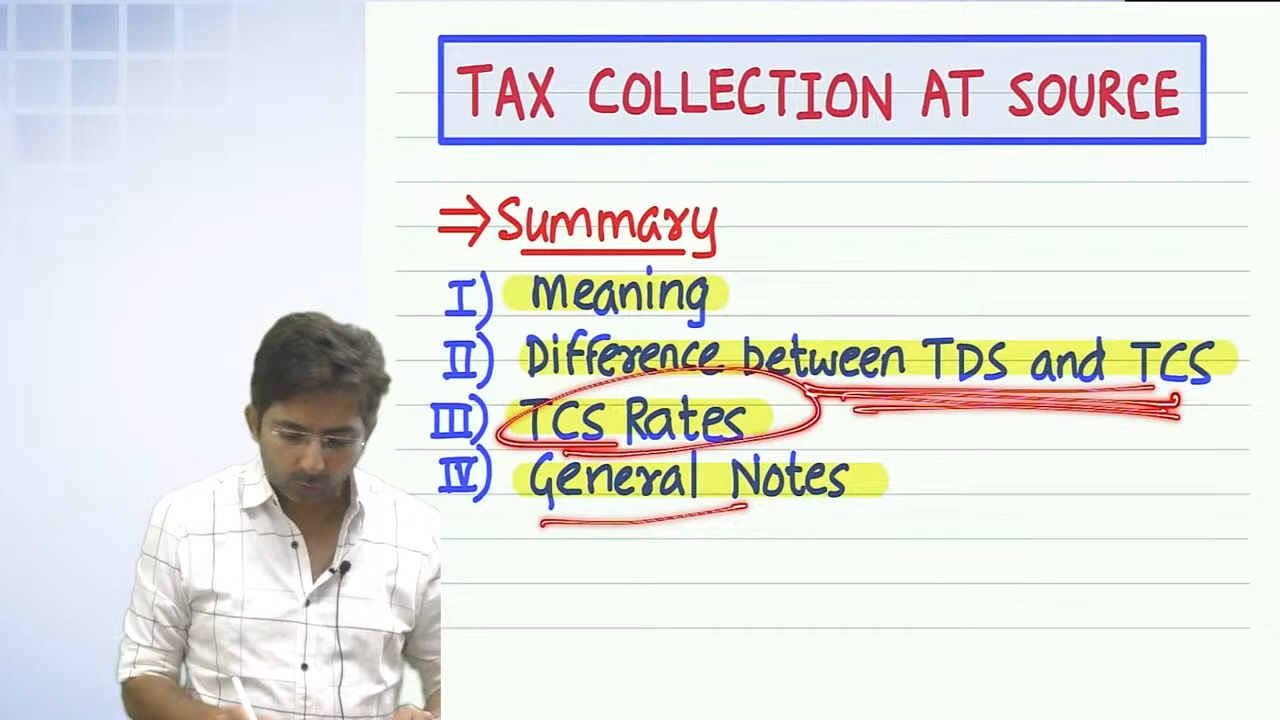 TAX COLLECTION AT SOURCE
⇒ Summary
I) Meaning
II) Difference between TDS and TCS
III) TCS Rates
IV) General Notes